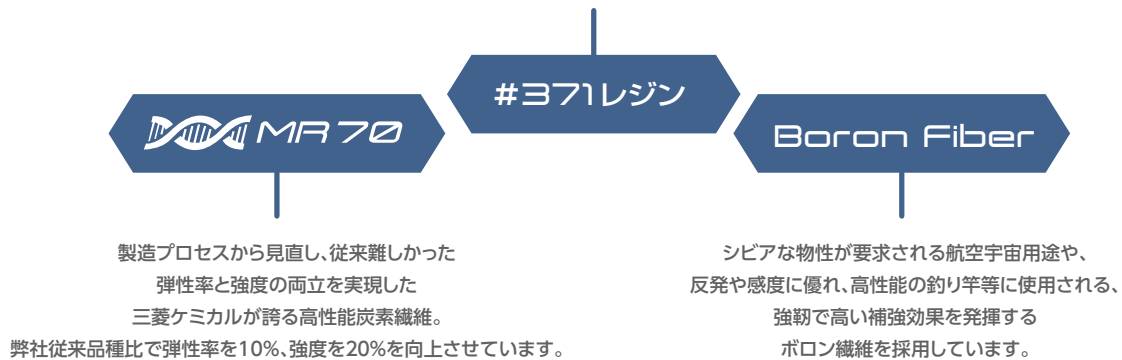 #371レジン
MR70
Boron Fiber
製造プロセスから見直し、従来難しかった
弾性率と強度の両立を実現した
三菱ケミカルが誇る高性能炭素繊維。
弊社従来品種比で弾性率を10%、強度を20%を向上させています。
シビアな物性が要求される航空宇宙用途や、
反発や感度に優れ、高性能の釣り竿等に使用される、
強靭で高い補強効果を発揮する
ボロン繊維を採用しています。